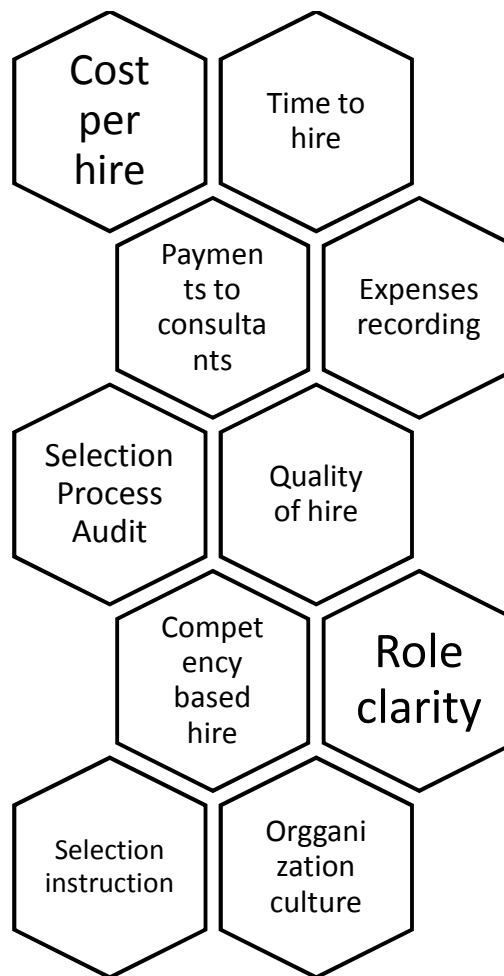 Cost
per
hire
Time to
hire
Paymen
ts to
consulta
nts
Expenses
recording
Selection
Process
Audit
Quality
of hire
Compet
ency
based
hire
Role
clarity
Selection
instruction
Orggani
zation
culture